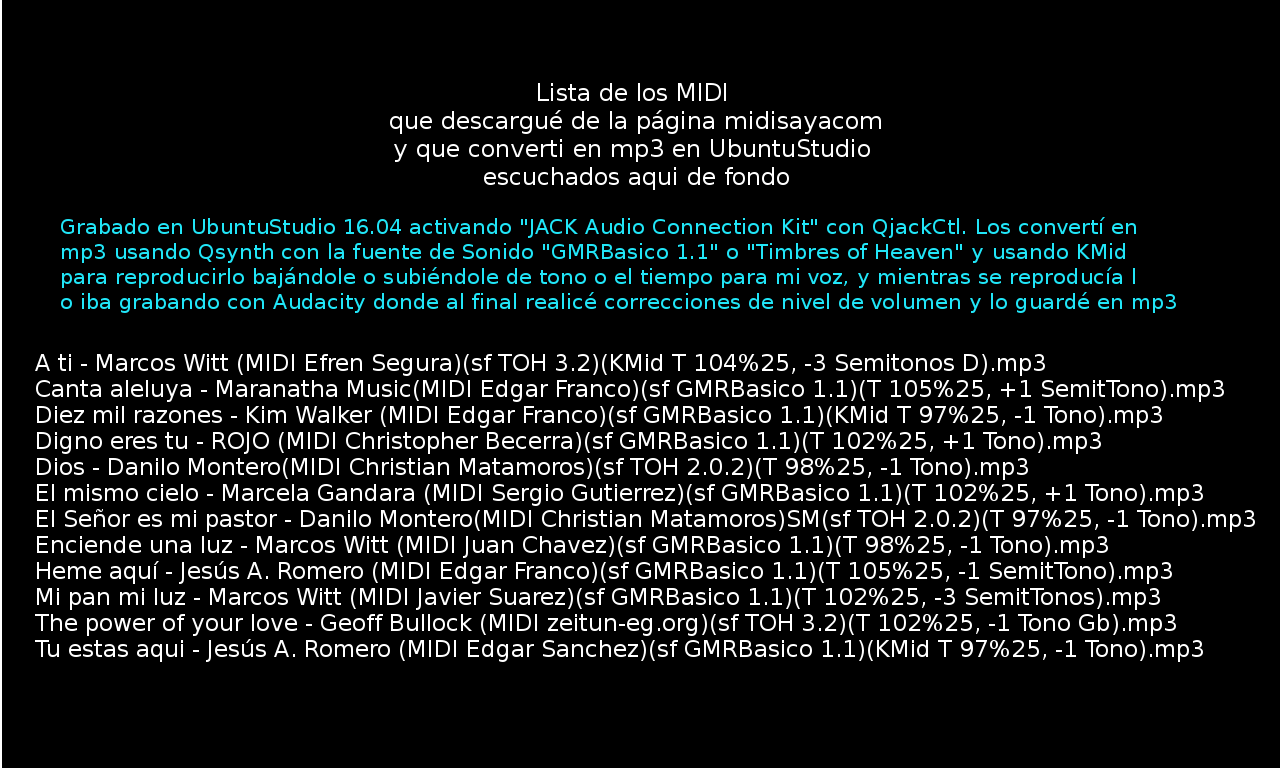 Lista de los MIDI
que descargué de la página midisayacom
y que converti en mp3 en UbuntuStudio
escuchados aqui de fondo
Grabado en UbuntuStudio 16.04 activando "JACK Audio Connection Kit" con QjackCtl. Los convertí en
mp3 usando Qsynth con la fuente de Sonido "GMRBasico 1.1" o "Timbres of Heaven" y usando KMid
para reproducirlo bajándole o subiéndole de tono o el tiempo para mi voz, y mientras se reproducía l
o iba grabando con Audacity donde al final realicé correcciones de nivel de volumen y lo guardé en mp3
A ti - Marcos Witt (MIDI Efren Segura)(sf TOH 3.2)(KMid T 104%25, -3 Semitonos D).mp3
Canta aleluya - Maranatha Music(MIDI Edgar Franco)(sf GMRBasico 1.1)(T 105%25, +1 SemitTono).mp3
Diez mil razones - Kim Walker (MIDI Edgar Franco)(sf GMRBasico 1.1)(KMid T 97%25, -1 Tono).mp3
Digno eres tu - ROJO (MIDI Christopher Becerra)(sf GMRBasico 1.1)(T 102%25, +1 Tono).mp3
Dios - Danilo Montero(MIDI Christian Matamoros)(sf TOH 2.0.2)(T 98%25, -1 Tono).mp3
El mismo cielo - Marcela Gandara (MIDI Sergio Gutierrez)(sf GMRBasico 1.1)(T 102%25, +1 Tono).mp3
El Señor es mi pastor - Danilo Montero(MIDI Christian Matamoros)SM(sf TOH 2.0.2)(T 97%25, -1 Tono).mp3
Enciende una luz - Marcos Witt (MIDI Juan Chavez)(sf GMRBasico 1.1)(T 98%25, -1 Tono).mp3
Heme aquí - Jesús A. Romero (MIDI Edgar Franco)(sf GMRBasico 1.1)(T 105%25, -1 SemitTono).mp3
Mi pan mi luz - Marcos Witt (MIDI Javier Suarez)(sf GMRBasico 1.1)(T 102%25, -3 SemitTonos).mp3
The power of your love - Geoff Bullock (MIDI zeitun-eg.org)(sf TOH 3.2)(T 102%25, -1 Tono Gb).mp3
Tu estas aqui - Jesús A. Romero (MIDI Edgar Sanchez)(sf GMRBasico 1.1)(KMid T 97%25, -1 Tono).mp3